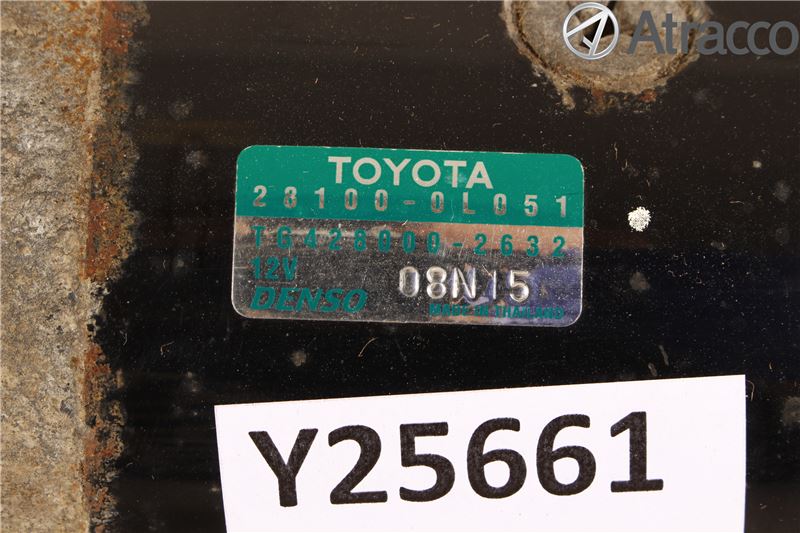 Atracco
TOYOTA
28100-0L051
TG428000-2632
12V
08N15
DENSO
MADE IN THAILAND
Y25661